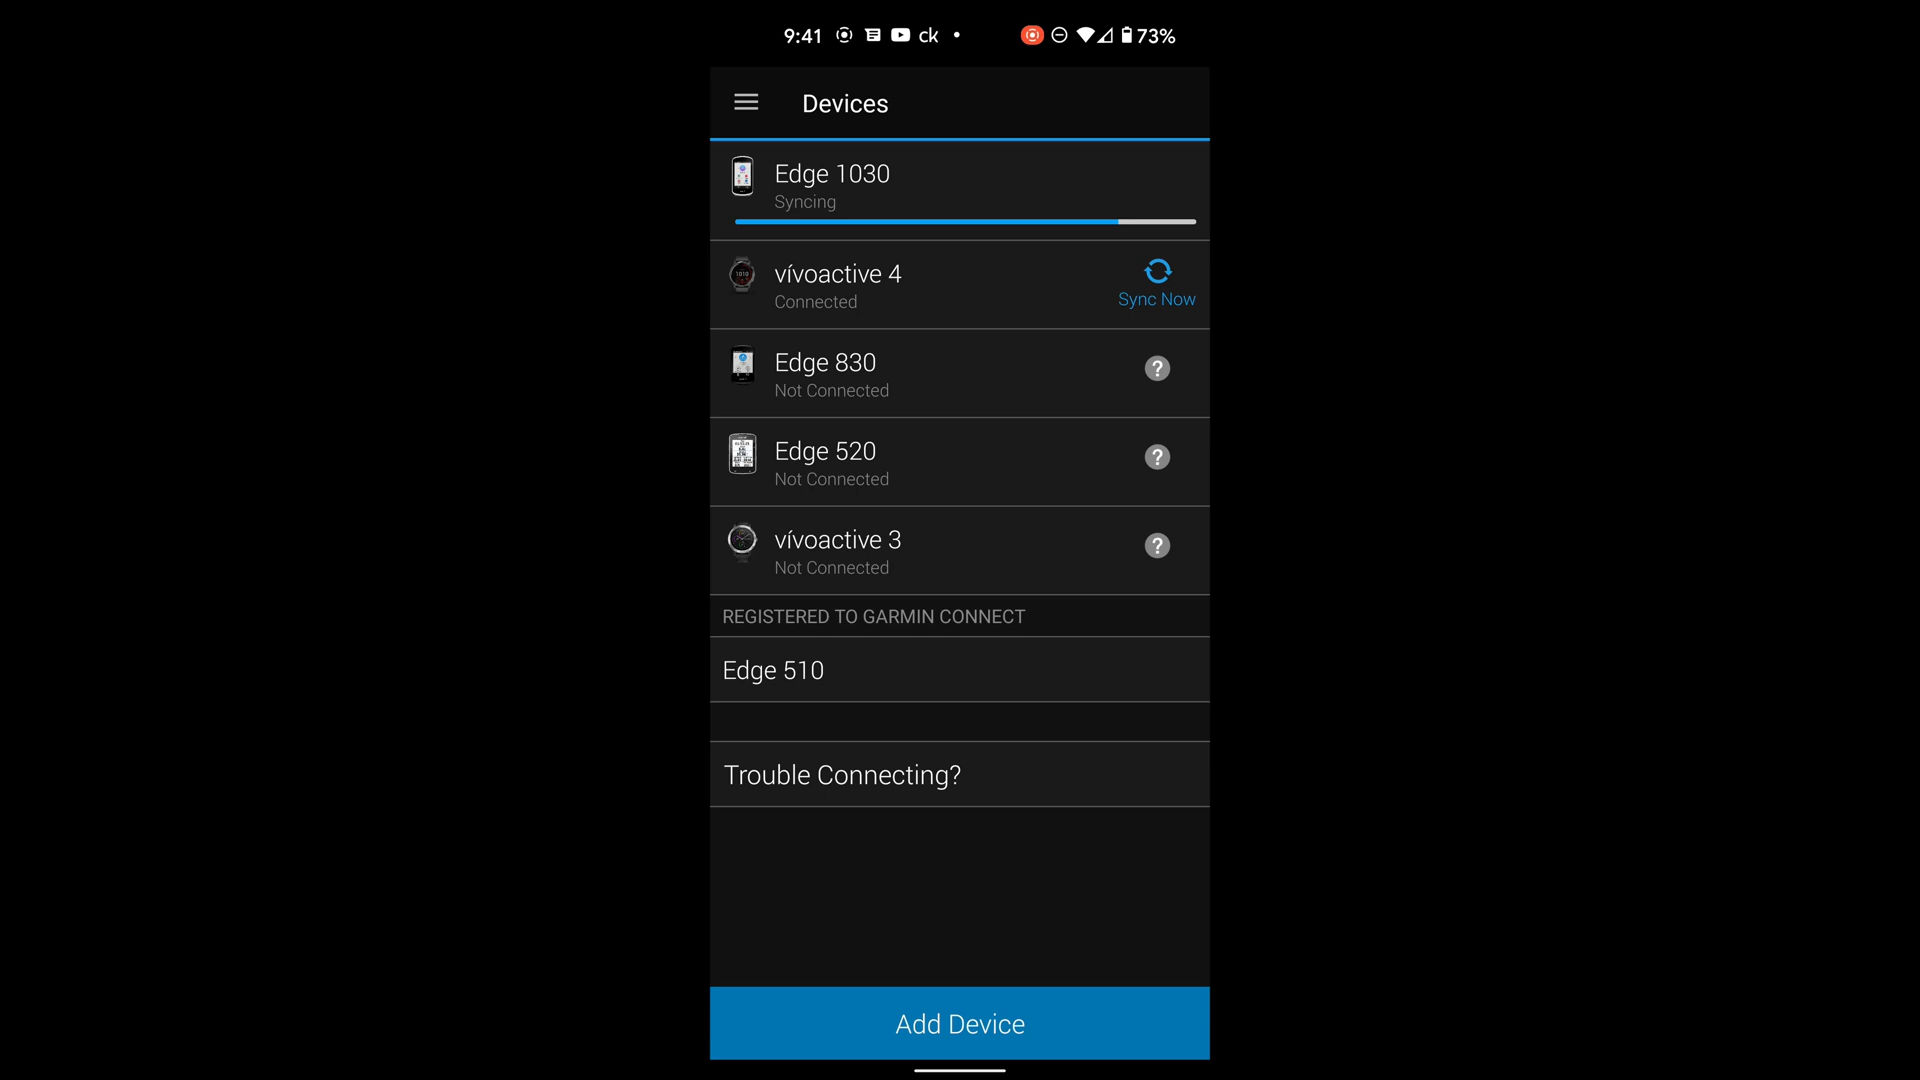 9:41 ck 73%
Devices
Edge 1030
Syncing
vívoactive 4
Connected
Sync Now
Edge 830
Not Connected
?
Edge 520
Not Connected
?
vívoactive 3
Not Connected
?
REGISTERED TO GARMIN CONNECT
Edge 510
Trouble Connecting?
Add Device